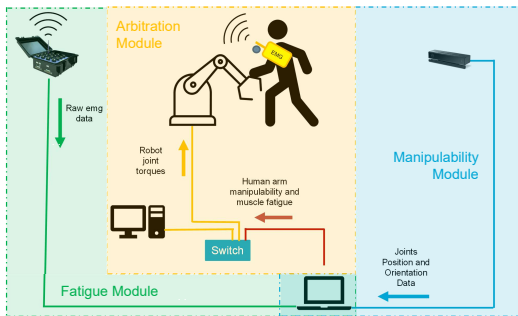 Arbitration
Module
EMG
Raw emg
data
Robot
joint
torques
Human arm
manipulability and
muscle fatigue
Manipulability
Module
Switch
Joints
Position and
Orientation
Data
Fatigue Module